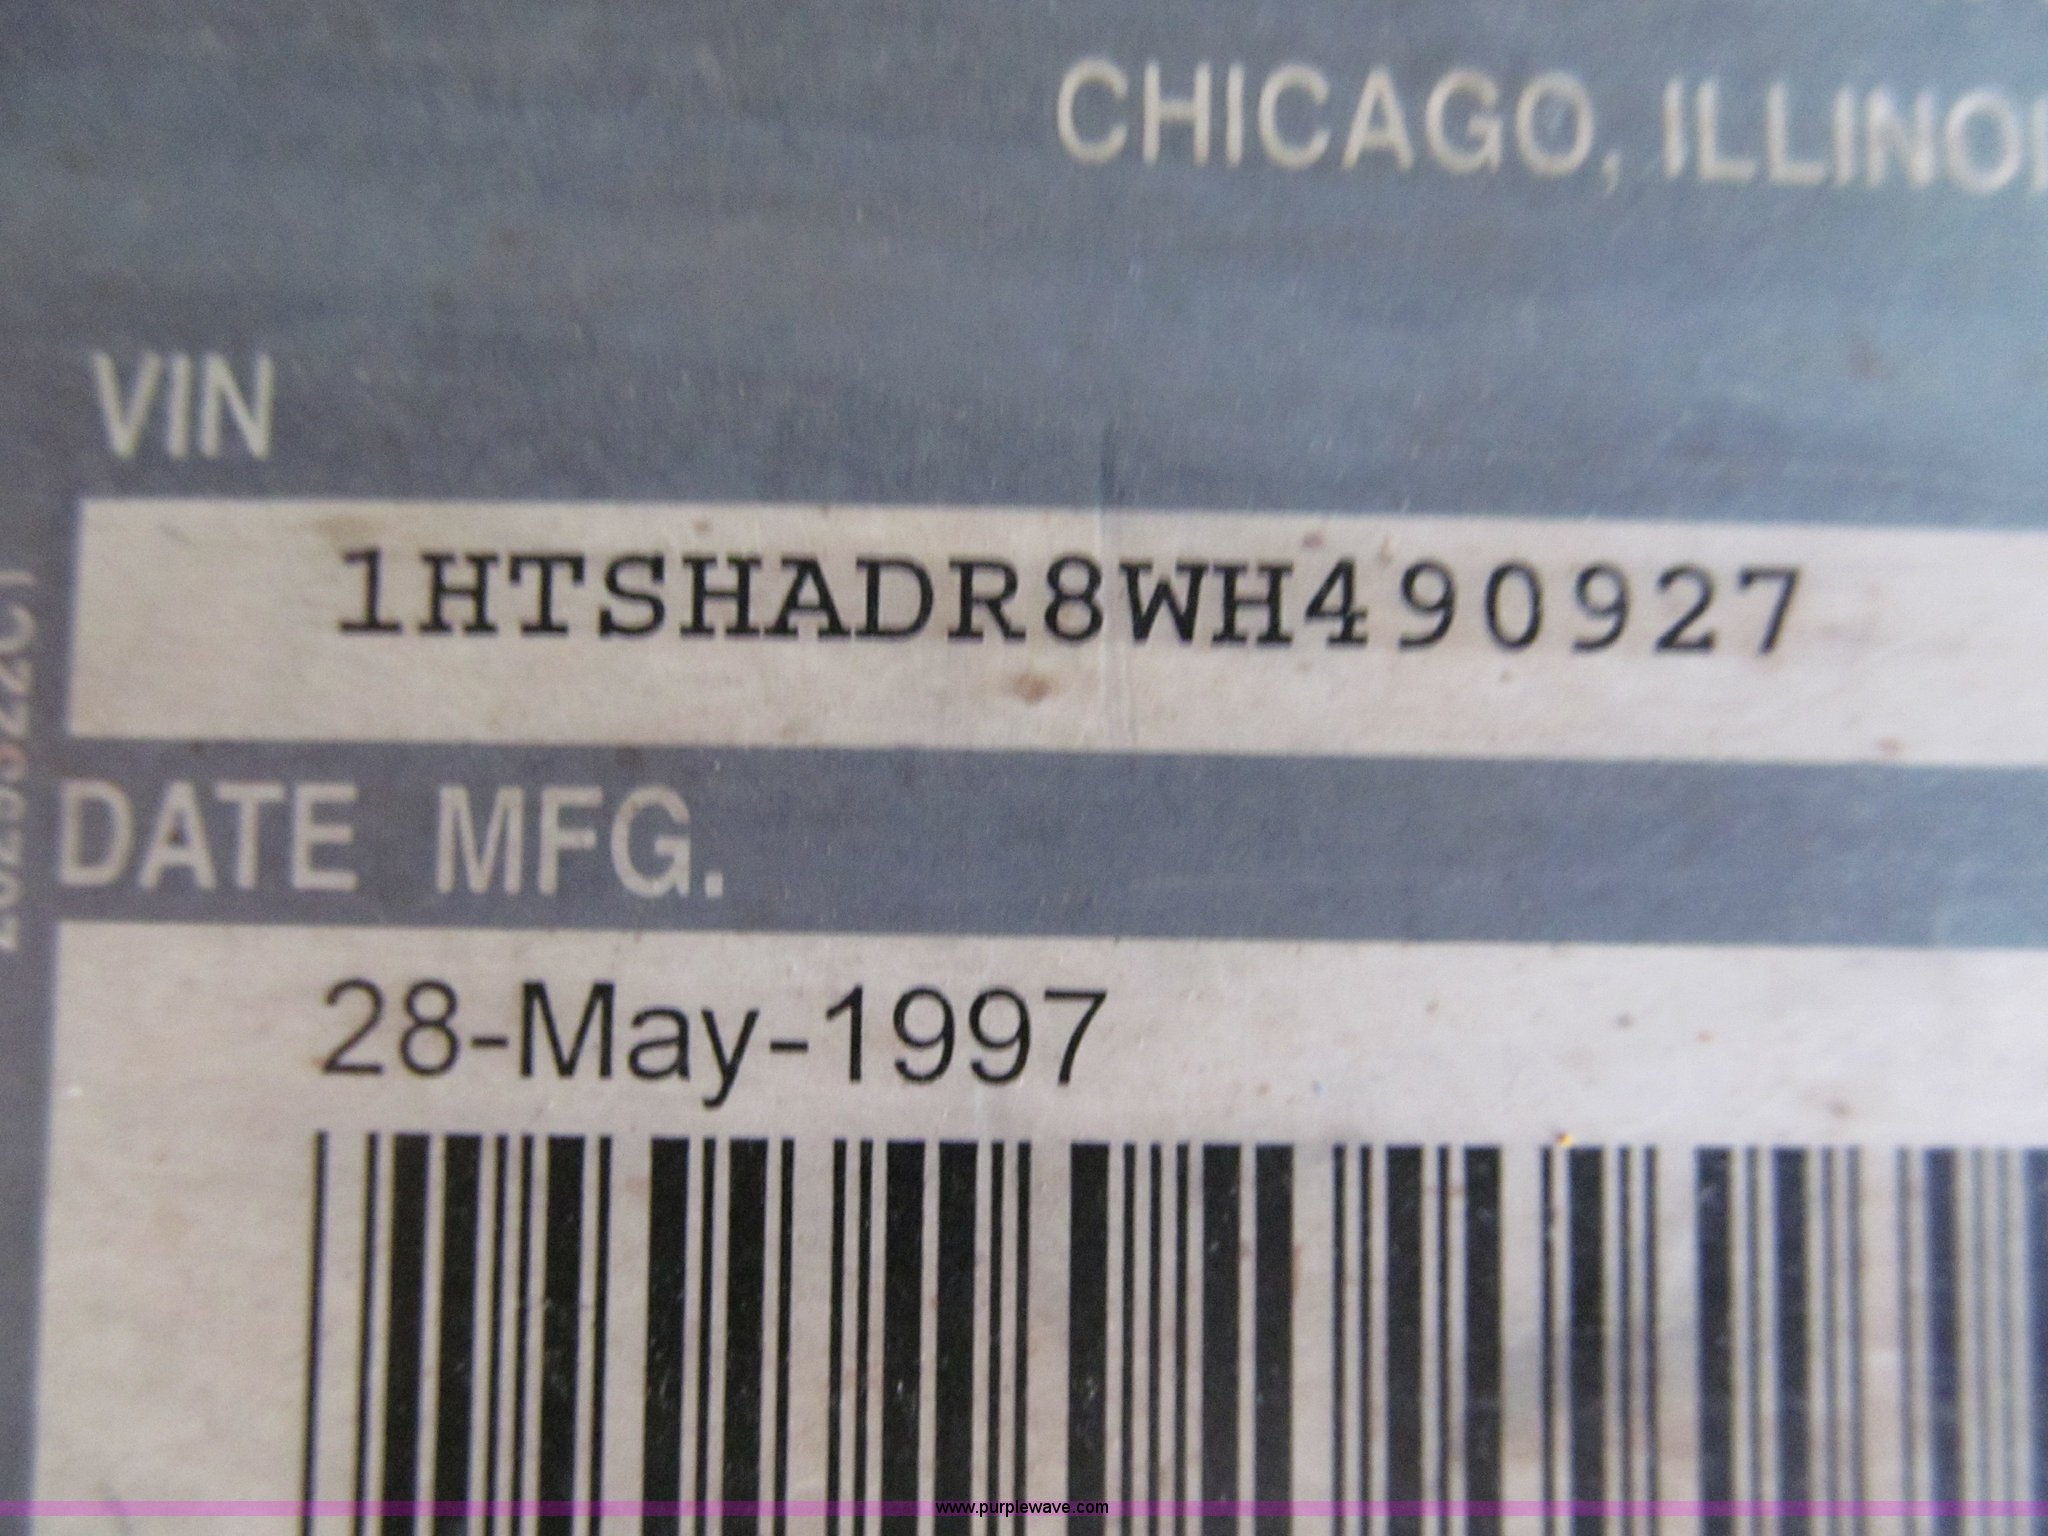 CHICAGO, ILLINOI
VIN
1HTSHADR8WH490927
DATE MFG.
28-May-1997
www.purplewave.com